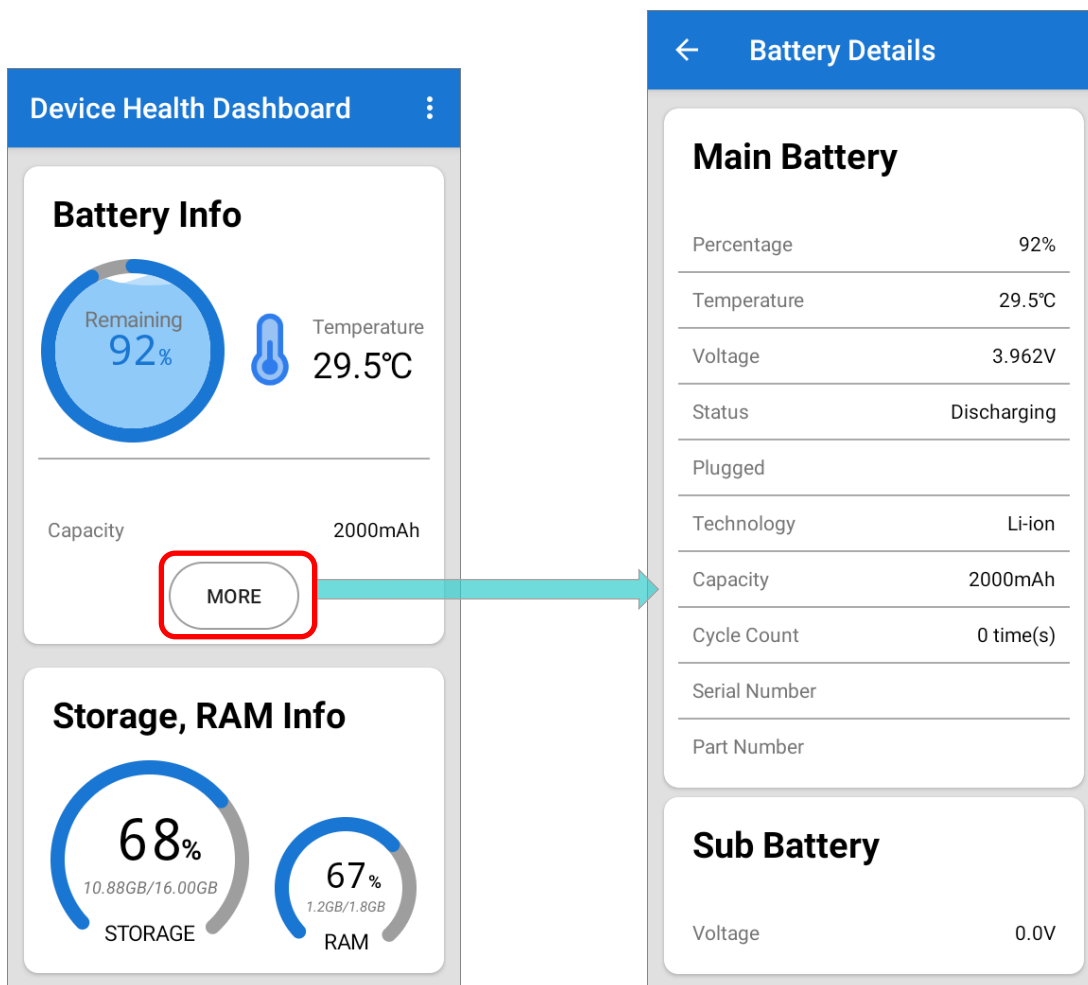 Device Health Dashboard
Battery Info
Remaining
92%
Temperature
29.5℃
Capacity 2000mAh
MORE
Storage, RAM Info
68%
10.88GB/16.00GB
STORAGE
67%
1.2GB/1.8GB
RAM
Battery Details
Main Battery
Percentage 92%
Temperature 29.5℃
Voltage 3.962V
Status Discharging
Plugged
Technology Li-ion
Capacity 2000mAh
Cycle Count 0 time(s)
Serial Number
Part Number
Sub Battery
Voltage 0.0V